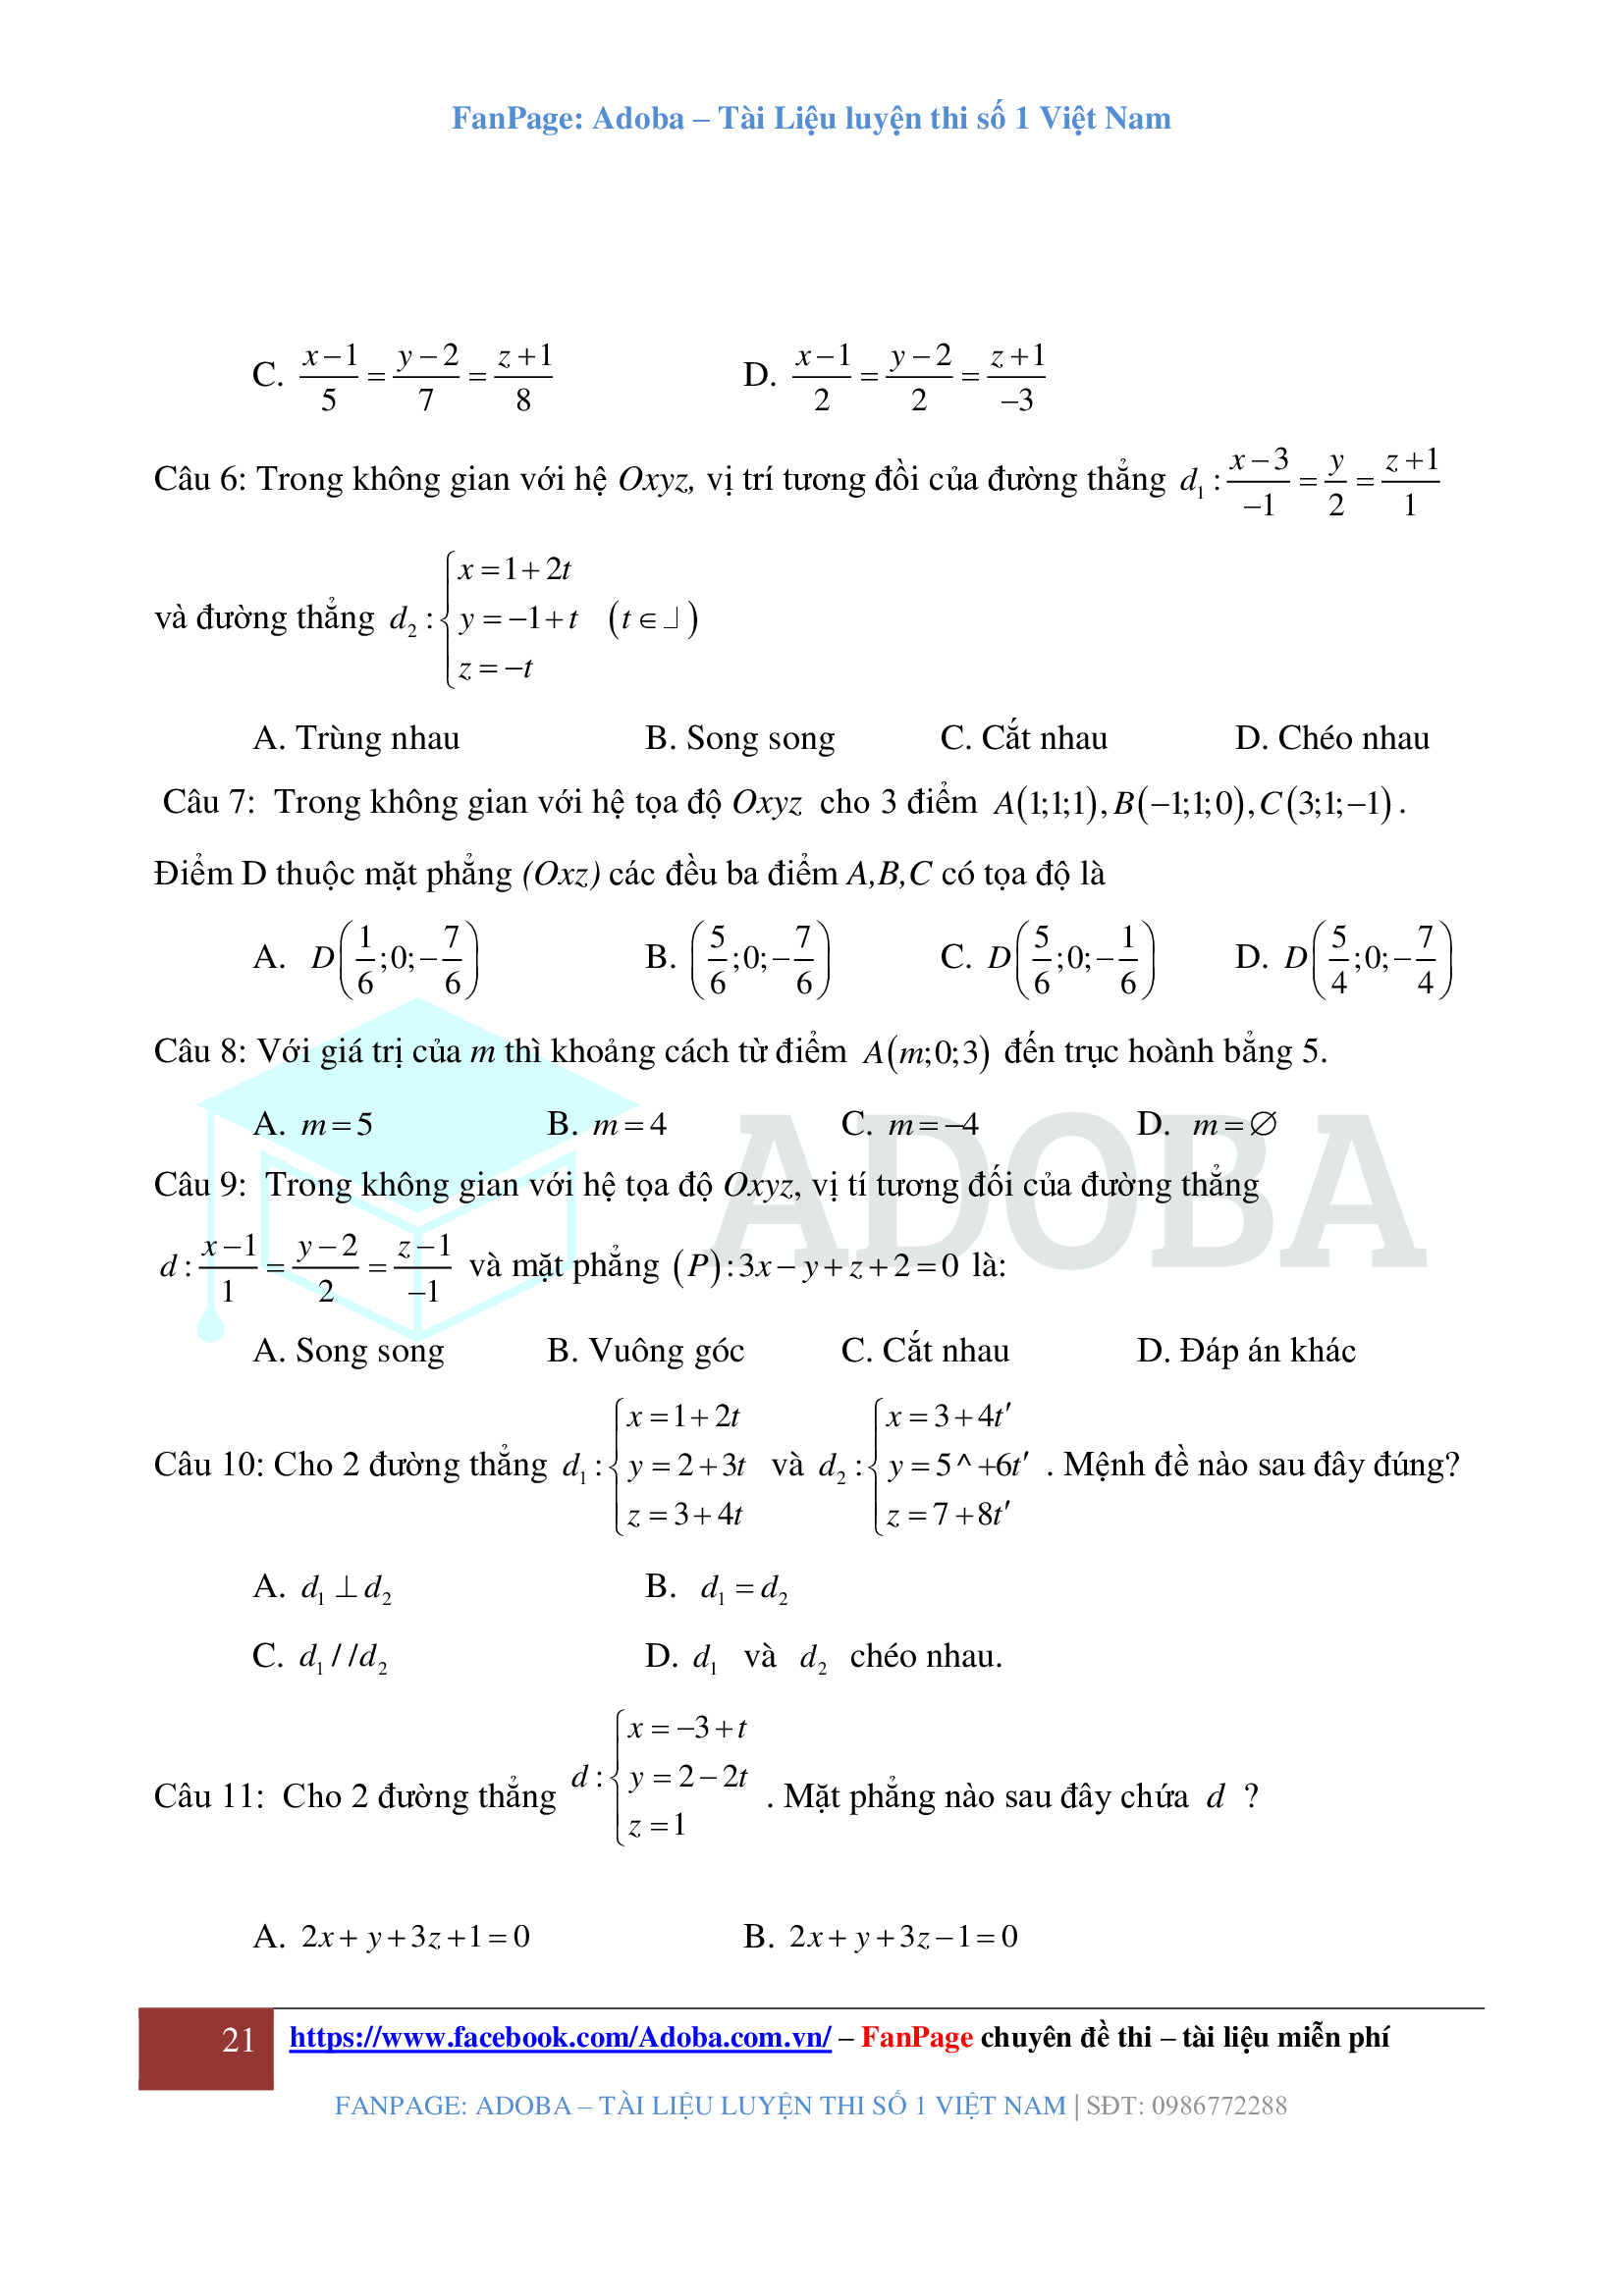 FanPage: Adoba – Tài Liệu luyện thi số 1 Việt Nam
C. \frac{x-1}{5}=\frac{y-2}{7}=\frac{z+1}{8} D. \frac{x-1}{2}=\frac{y-2}{2}=\frac{z+1}{-3}
Câu 6: Trong không gian với hệ Oxyz, vị trí tương đồi của đường thẳng d_1:\frac{x-3}{-1}=\frac{y}{2}=\frac{z+1}{1}
và đường thẳng d_2:\begin{cases}x=1+2t\\y=-1+t\\z=-t\end{cases} (t∈┘)
A. Trùng nhau B. Song song C. Cắt nhau D. Chéo nhau
Câu 7: Trong không gian với hệ tọa độ Oxyz cho 3 điểm A(1;1;1), B(−1;1;0), C(3;1;−1).
Điểm D thuộc mặt phẳng (Oxz) các đều ba điểm A,B,C có tọa độ là
A. D(\frac{1}{6};0;-\frac{7}{6}) B. (\frac{5}{6};0;-\frac{7}{6}) C. D(\frac{5}{6};0;-\frac{1}{6}) D. D(\frac{5}{4};0;-\frac{7}{4})
Câu 8: Với giá trị của m thì khoảng cách từ điểm A(m;0;3) đến trục hoành bằng 5.
A. m=5 B. m=4 C. m=−4 D. m=∅
ADOBA
Câu 9: Trong không gian với hệ tọa độ Oxyz, vị tí tương đối của đường thẳng
d:\frac{x-1}{1}=\frac{y-2}{2}=\frac{z-1}{-1} và mặt phẳng (P):3x−y+z+2=0 là:
A. Song song B. Vuông góc C. Cắt nhau D. Đáp án khác
Câu 10: Cho 2 đường thẳng d_1:\begin{cases}x=1+2t\\y=2+3t\\z=3+4t\end{cases} và d_2:\begin{cases}x=3+4t'\\y=5^+6t'\\z=7+8t'\end{cases}. Mệnh đề nào sau đây đúng?
A. d_1⊥d_2 B. d_1=d_2
C. d_1//d_2 D. d_1 và d_2 chéo nhau.
Câu 11: Cho 2 đường thẳng d:\begin{cases}x=-3+t\\y=2-2t\\z=1\end{cases}. Mặt phẳng nào sau đây chứa d ?
A. 2x+y+3z+1=0 B. 2x+y+3z−1=0
21 https://www.facebook.com/Adoba.com.vn/ – FanPage chuyên đề thi – tài liệu miễn phí
FANPAGE: ADOBA – TÀI LIỆU LUYỆN THI SỐ 1 VIỆT NAM | SĐT: 0986772288